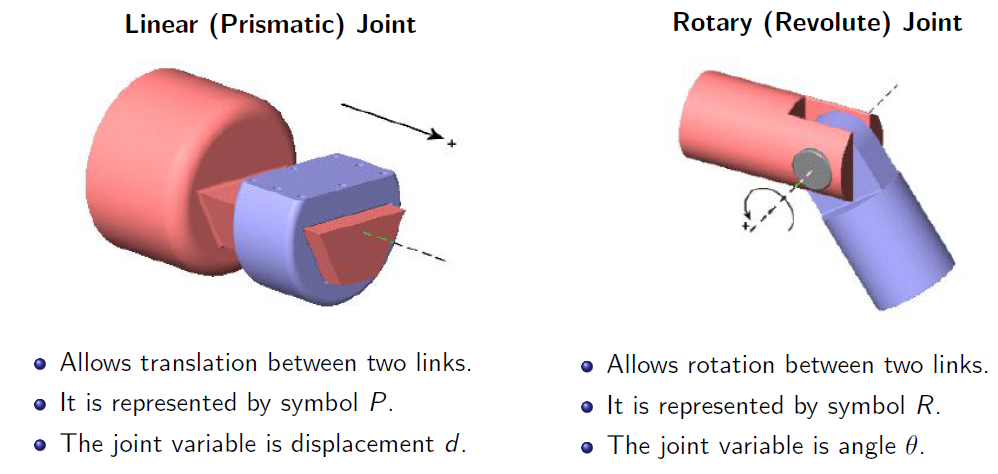 Linear (Prismatic) Joint
+
Allows translation between two links.
It is represented by symbol P.
The joint variable is displacement d.
Rotary (Revolute) Joint
+
Allows rotation between two links.
It is represented by symbol R.
The joint variable is angle θ.